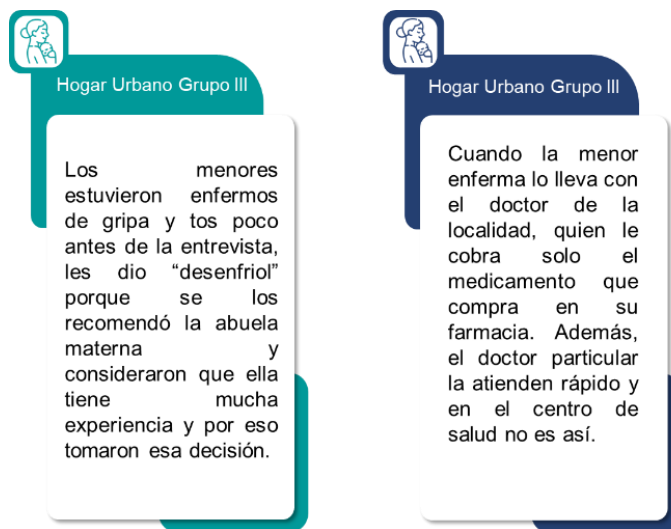 Hogar Urbano Grupo III
Los menores
estuvieron enfermos
de gripa y tos poco
antes de la entrevista,
les dio “desenfriol”
porque se los
recomendó la abuela
materna y
consideraron que ella
tiene mucha
experiencia y por eso
tomaron esa decisión.
Hogar Urbano Grupo III
Cuando la menor
enferma lo lleva con
el doctor de la
localidad, quien le
cobra solo el
medicamento que
compra en su
farmacia. Además,
el doctor particular
la atienden rápido y
en el centro de
salud no es así.